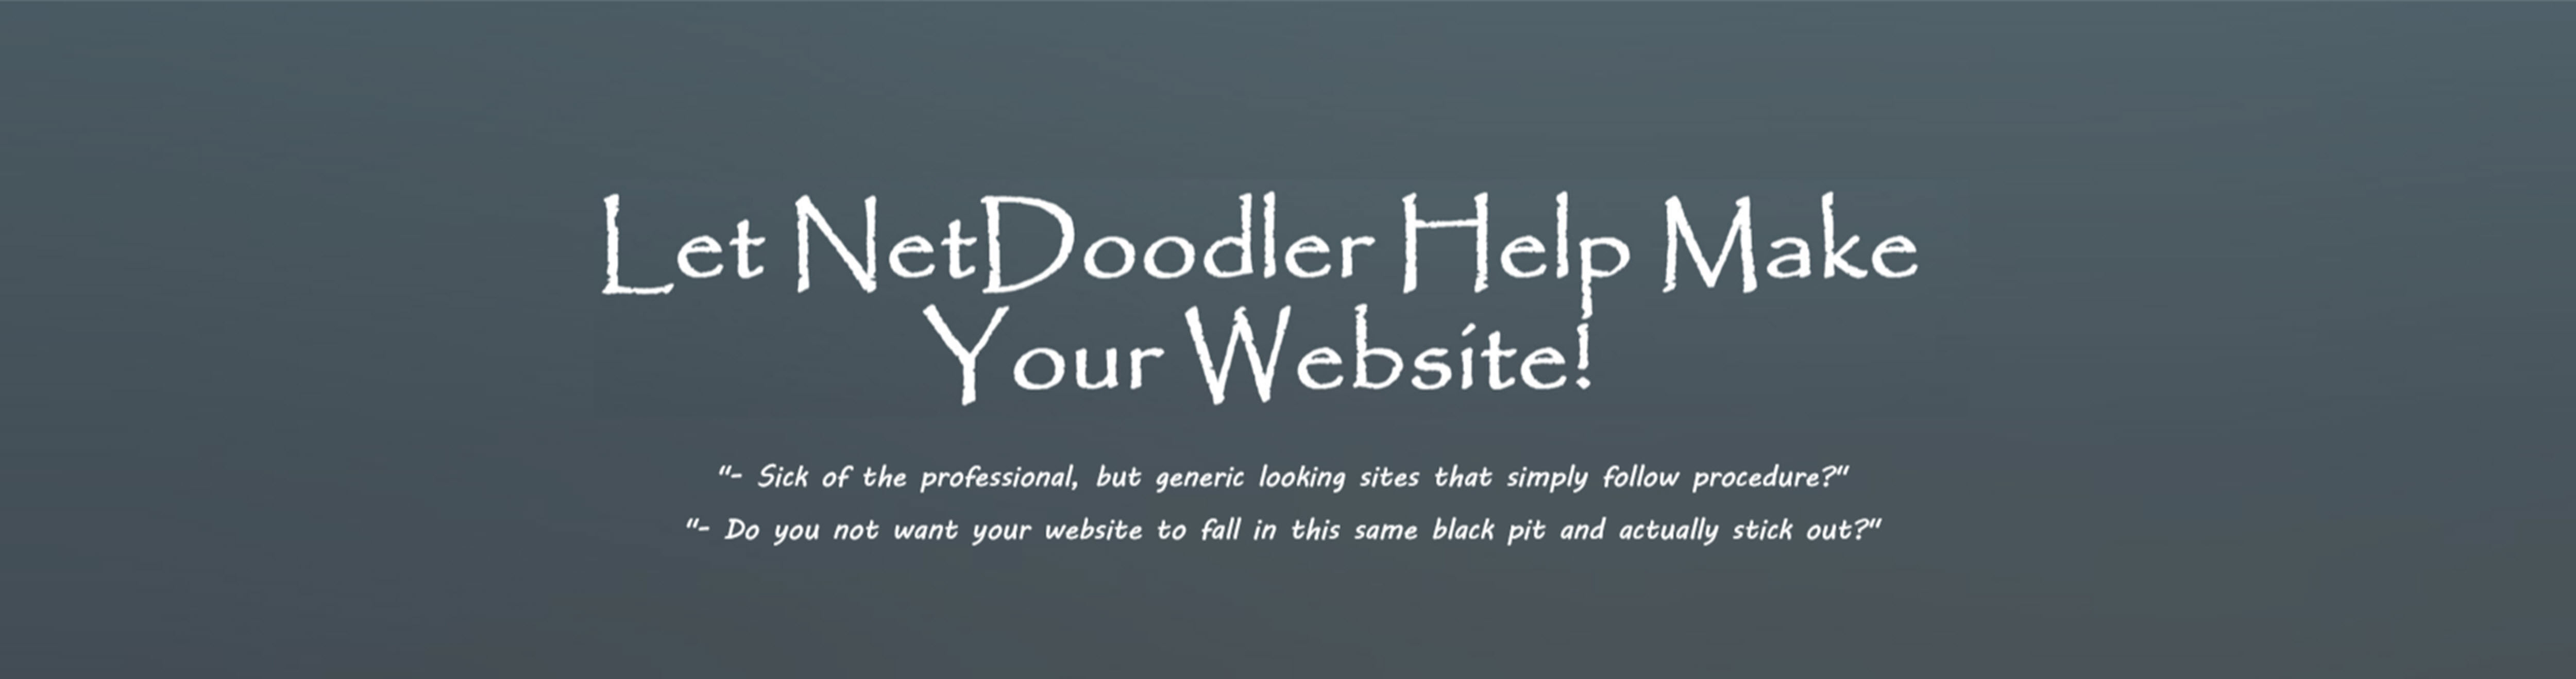 Let NetDoodler Help Make
Your Website!
"- Sick of the professional, but generic looking sites that simply follow procedure?"
"- Do you not want your website to fall in this same black pit and actually stick out?"